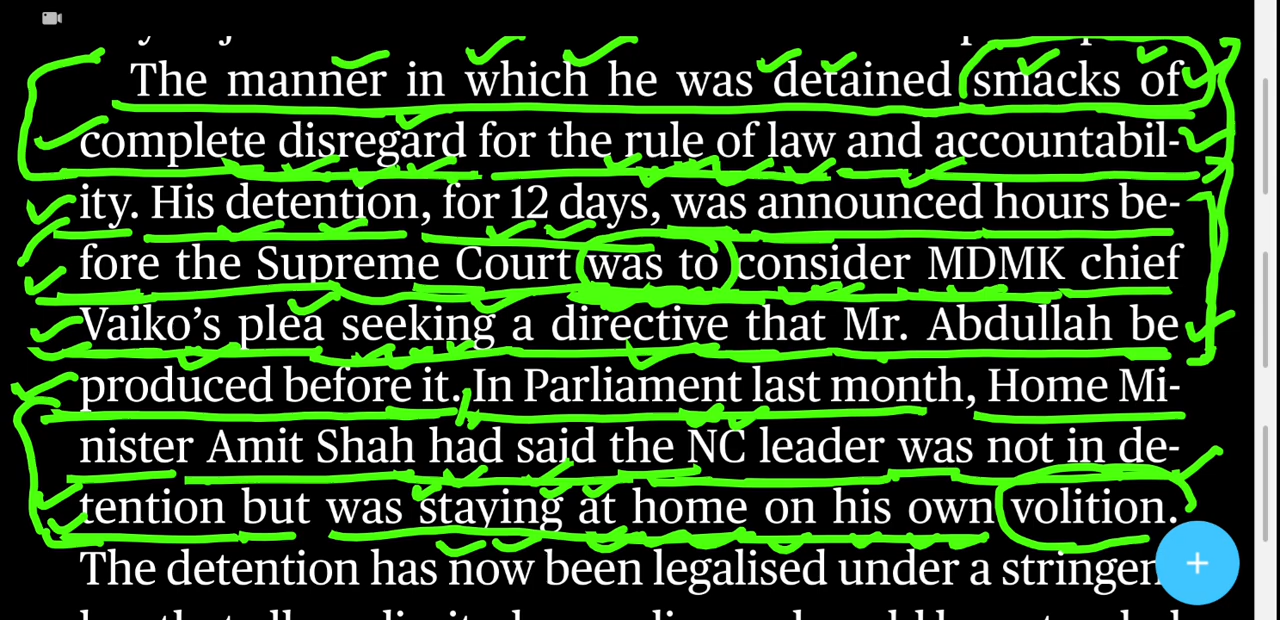 The manner in which he was detained smacks of
complete disregard for the rule of law and accountabil-
ity. His detention, for 12 days, was announced hours be-
fore the Supreme Court was to consider MDMK chief
Vaiko's plea seeking a directive that Mr. Abdullah be
produced before it. In Parliament last month, Home Mi-
nister Amit Shah had said the NC leader was not in de-
tention but was staying at home on his own volition.
The detention has now been legalised under a